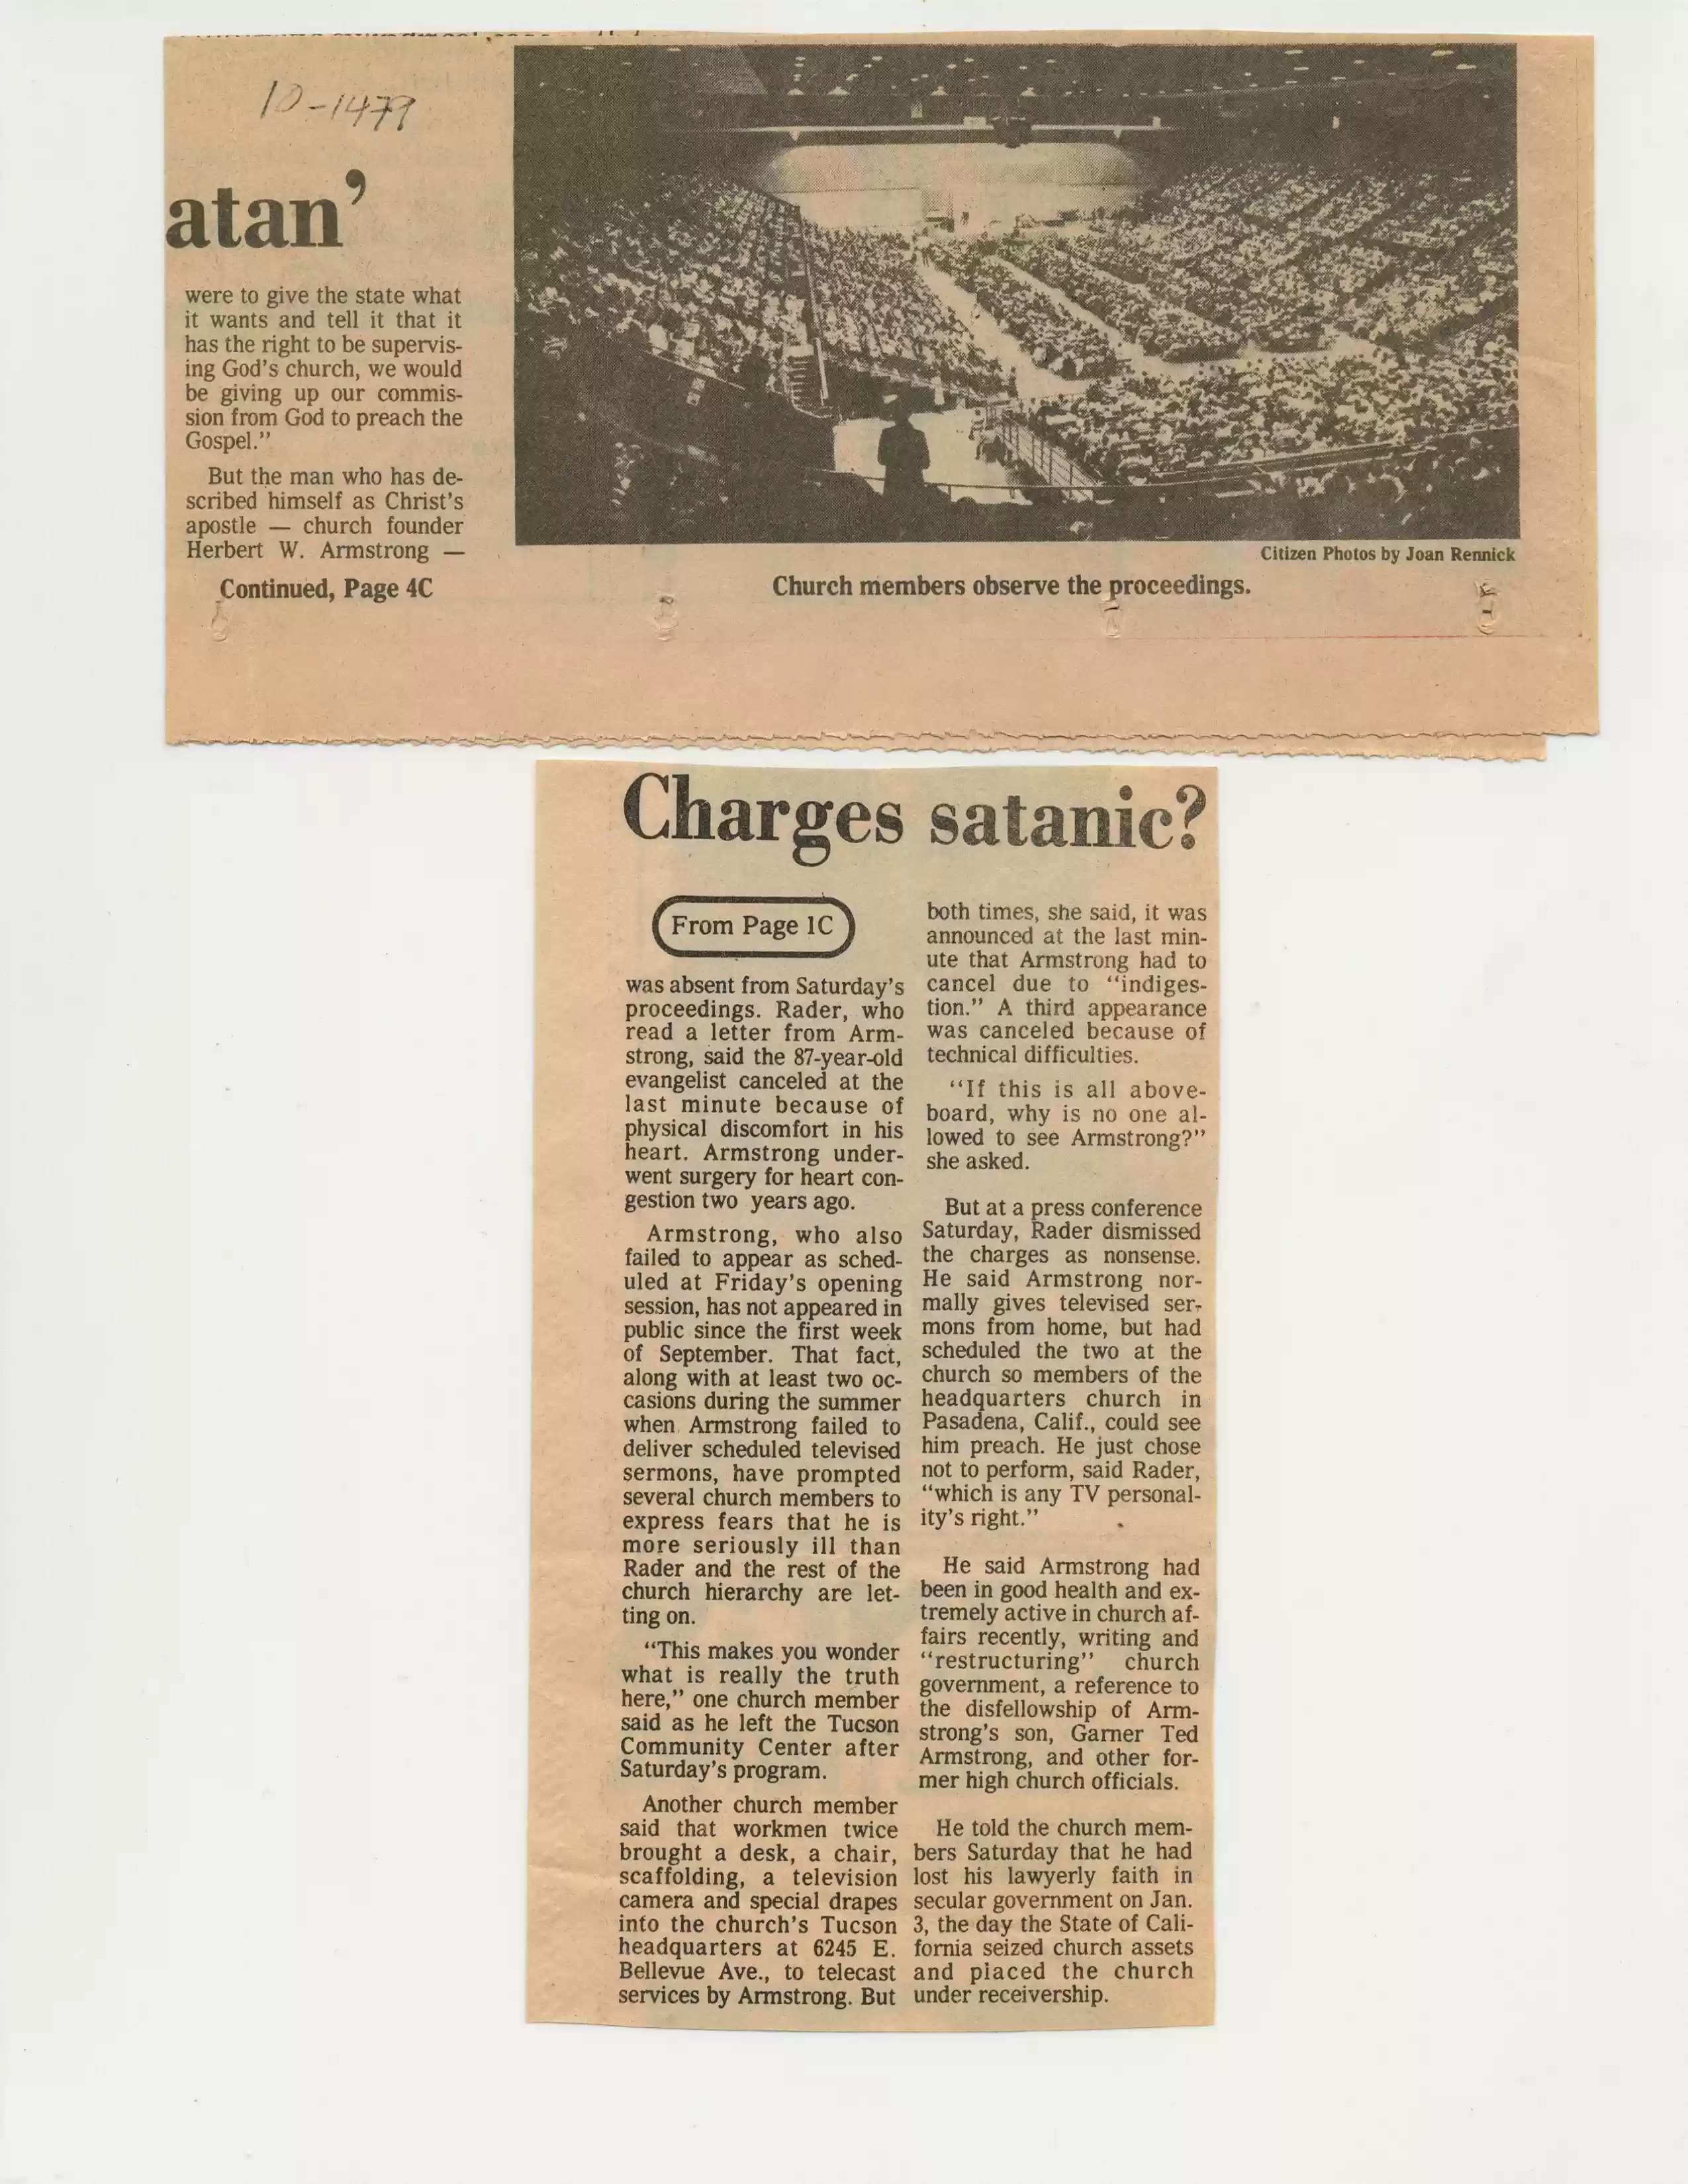 10-1479
atan’
were to give the state what
it wants and tell it that it
has the right to be supervis-
ing God’s church, we would
be giving up our commis-
sion from God to preach the
Gospel.”
But the man who has de-
scribed himself as Christ’s
apostle — church founder
Herbert W. Armstrong —
Continued, Page 4C
Citizen Photos by Joan Rennick
Church members observe the proceedings.
Charges satanic?
From Page 1C
was absent from Saturday’s
proceedings. Rader, who
read a letter from Arm-
strong, said the 87-year-old
evangelist canceled at the
last minute because of
physical discomfort in his
heart. Armstrong under-
went surgery for heart con-
gestion two years ago.
Armstrong, who also
failed to appear as sched-
uled at Friday’s opening
session, has not appeared in
public since the first week
of September. That fact,
along with at least two oc-
casions during the summer
when Armstrong failed to
deliver scheduled televised
sermons, have prompted
several church members to
express fears that he is
more seriously ill than
Rader and the rest of the
church hierarchy are let-
ting on.
“This makes you wonder
what is really the truth
here,” one church member
said as he left the Tucson
Community Center after
Saturday’s program.
Another church member
said that workmen twice
brought a desk, a chair,
scaffolding, a television
camera and special drapes
into the church’s Tucson
headquarters at 6245 E.
Bellevue Ave., to telecast
services by Armstrong. But
both times, she said, it was
announced at the last min-
ute that Armstrong had to
cancel due to “indiges-
tion.” A third appearance
was canceled because of
technical difficulties.
“If this is all above-
board, why is no one al-
lowed to see Armstrong?”
she asked.
But at a press conference
Saturday, Rader dismissed
the charges as nonsense.
He said Armstrong nor-
mally gives televised ser-
mons from home, but had
scheduled the two at the
church so members of the
headquarters church in
Pasadena, Calif., could see
him preach. He just chose
not to perform, said Rader,
“which is any TV personal-
ity’s right.”
He said Armstrong had
been in good health and ex-
tremely active in church af-
fairs recently, writing and
“restructuring” church
government, a reference to
the disfellowship of Arm-
strong’s son, Garner Ted
Armstrong, and other for-
mer high church officials.
He told the church mem-
bers Saturday that he had
lost his lawyerly faith in
secular government on Jan.
3, the day the State of Cali-
fornia seized church assets
and placed the church
under receivership.